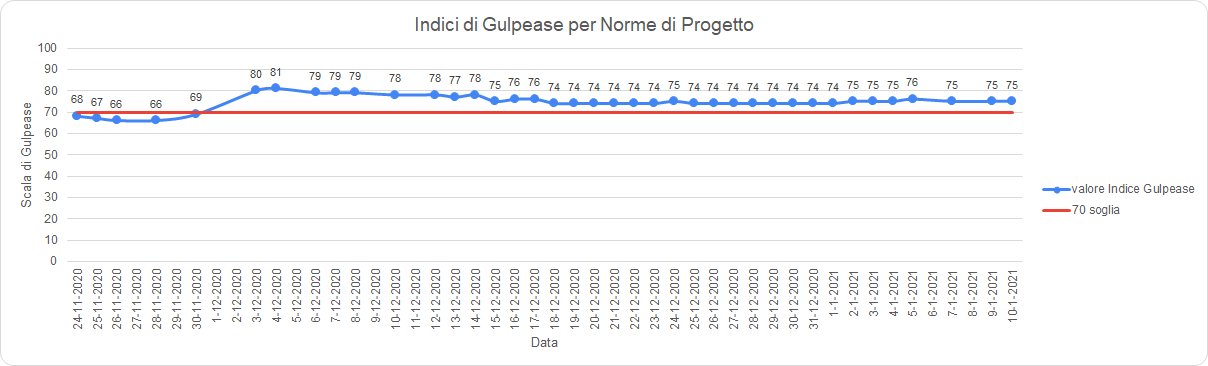 Indici di Gulpease per Norme di Progetto
Scala di Gulpease
100
90
80
70
60
50
40
30
20
10
0
68 67 66 66 69 80 81 79 79 79 78 78 77 78 75 76 76 74 74 74 74 74 74 75 74 74 74 74 74 74 74 74 75 75 75 76 75 75 75
24-11-2020 25-11-2020 26-11-2020 27-11-2020 28-11-2020 29-11-2020 30-11-2020 1-12-2020 2-12-2020 3-12-2020 4-12-2020 5-12-2020 6-12-2020 7-12-2020 8-12-2020 9-12-2020 10-12-2020 11-12-2020 12-12-2020 13-12-2020 14-12-2020 15-12-2020 16-12-2020 17-12-2020 18-12-2020 19-12-2020 20-12-2020 21-12-2020 22-12-2020 23-12-2020 24-12-2020 25-12-2020 26-12-2020 27-12-2020 28-12-2020 29-12-2020 30-12-2020 31-12-2020 1-1-2021 2-1-2021 3-1-2021 4-1-2021 5-1-2021 6-1-2021 7-1-2021 8-1-2021 9-1-2021 10-1-2021
Data
valore Indice Gulpease
70 soglia